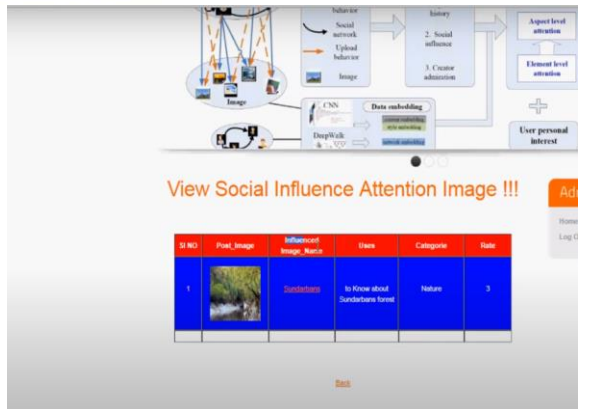 behavior
Social
network
Upload
behavior
Image
Image
history
2. Social
influence
3. Creator
admiration
Aspect level
attention
Element level
attention
CNN
Data embedding
DeepWalk
User personal
interest
View Social Influence Attention Image !!!
SI NO Post_Image Influenced Image_Name Uses Categorie Rate
1 Sundarbans to Know about Nature 3
Sundarbans forest
Back
Home
Log O